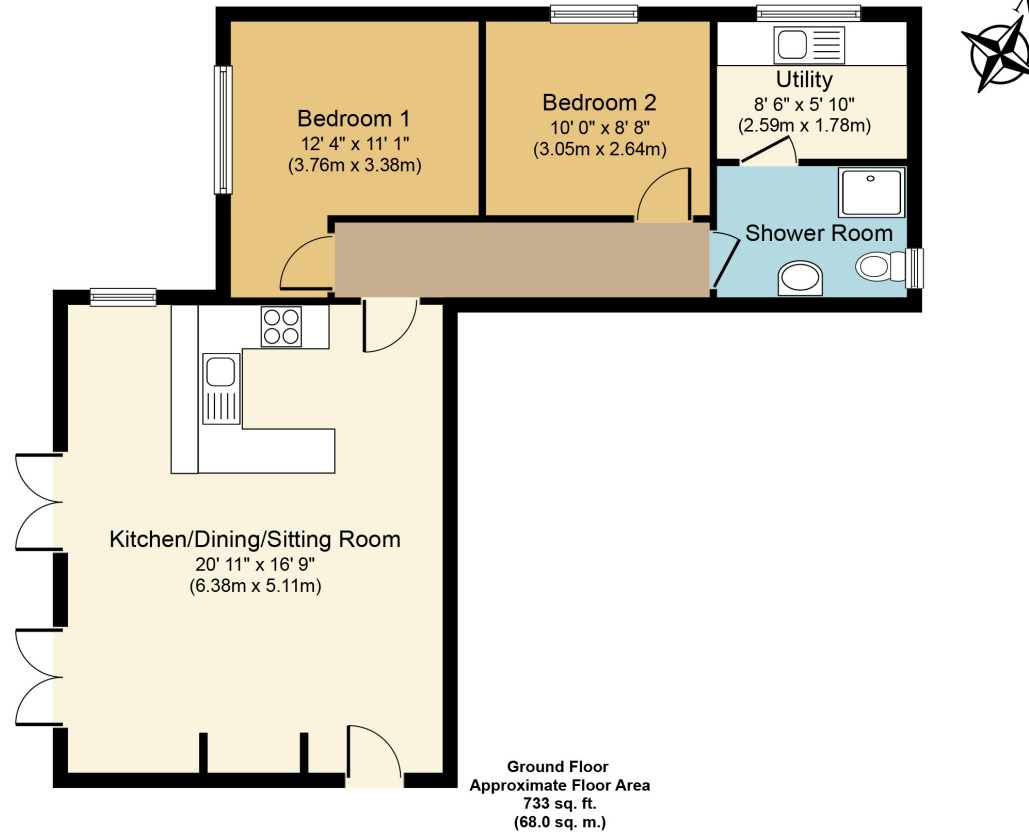 N
Bedroom 1
12' 4" x 11' 1"
(3.76m x 3.38m)
Bedroom 2
10' 0" x 8' 8"
(3.05m x 2.64m)
Utility
8' 6" x 5' 10"
(2.59m x 1.78m)
Shower Room
Kitchen/Dining/Sitting Room
20' 11" x 16' 9"
(6.38m x 5.11m)
Ground Floor
Approximate Floor Area
733 sq. ft.
(68.0 sq. m.)